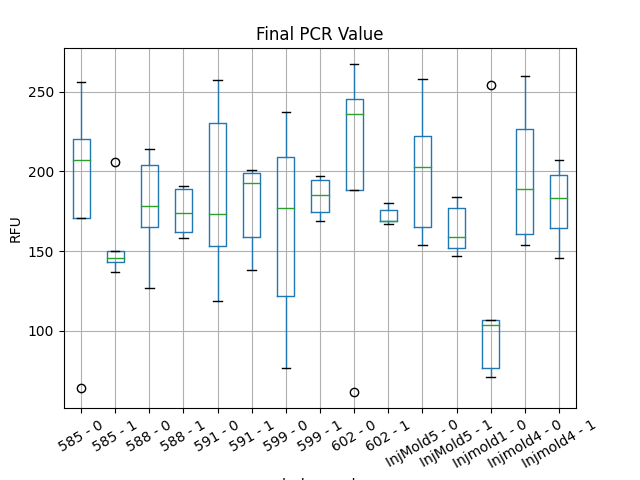 Final PCR Value
RFU
250
200
150
100
585 - 0
585 - 1
588 - 0
588 - 1
591 - 0
591 - 1
599 - 0
599 - 1
602 - 0
602 - 1
InjMold5 - 0
InjMold5 - 1
Injmold1 - 0
Injmold4 - 0
Injmold4 - 1